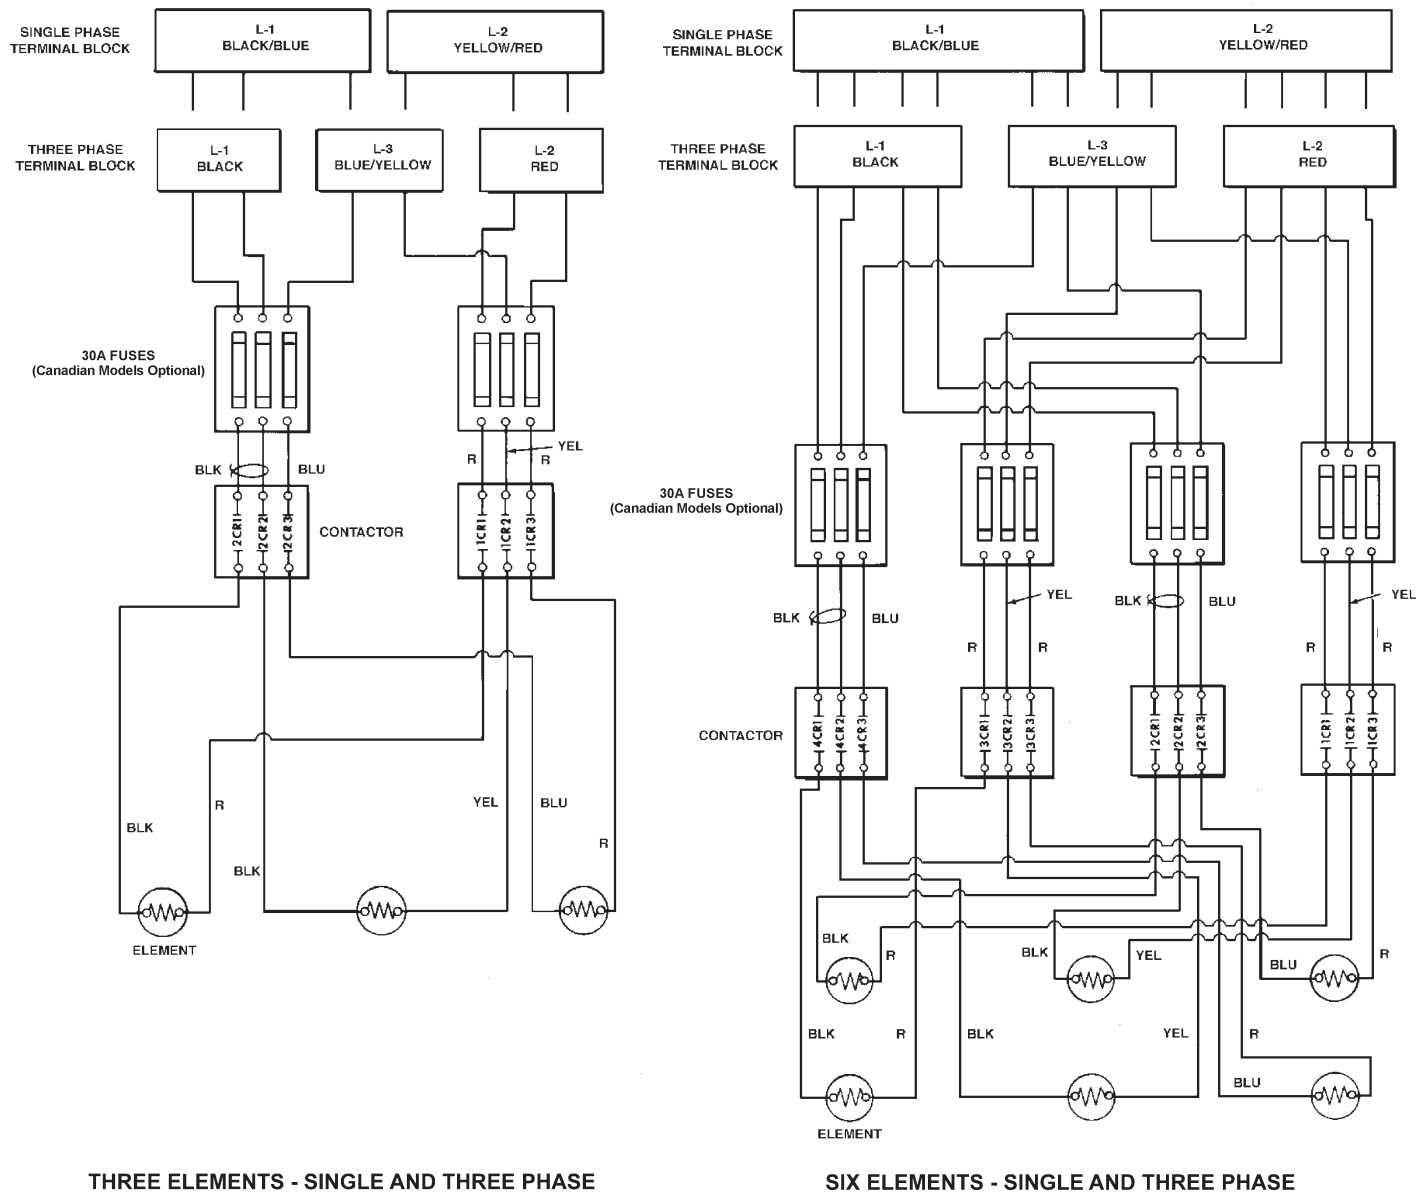 SINGLE PHASE
TERMINAL BLOCK
L-1
BLACK/BLUE
L-2
YELLOW/RED
THREE PHASE
TERMINAL BLOCK
L-1
BLACK
L-3
BLUE/YELLOW
L-2
RED
30A FUSES
(Canadian Models Optional)
BLK
BLU
R
YEL
R
2CR1
2CR2
2CR3
CONTACTOR
1CR1
1CR2
1CR3
BLK
R
BLK
YEL
BLU
R
ELEMENT
THREE ELEMENTS - SINGLE AND THREE PHASE
SINGLE PHASE
TERMINAL BLOCK
L-1
BLACK/BLUE
L-2
YELLOW/RED
THREE PHASE
TERMINAL BLOCK
L-1
BLACK
L-3
BLUE/YELLOW
L-2
RED
30A FUSES
(Canadian Models Optional)
BLK
BLU
R
YEL
R
BLK
BLU
R
YEL
R
CONTACTOR
4CR1
4CR2
4CR3
3CR1
3CR2
3CR3
2CR1
2CR2
2CR3
1CR1
1CR2
1CR3
BLK
R
BLK
YEL
BLU
R
BLK
R
BLK
YEL
R
BLU
ELEMENT
SIX ELEMENTS - SINGLE AND THREE PHASE